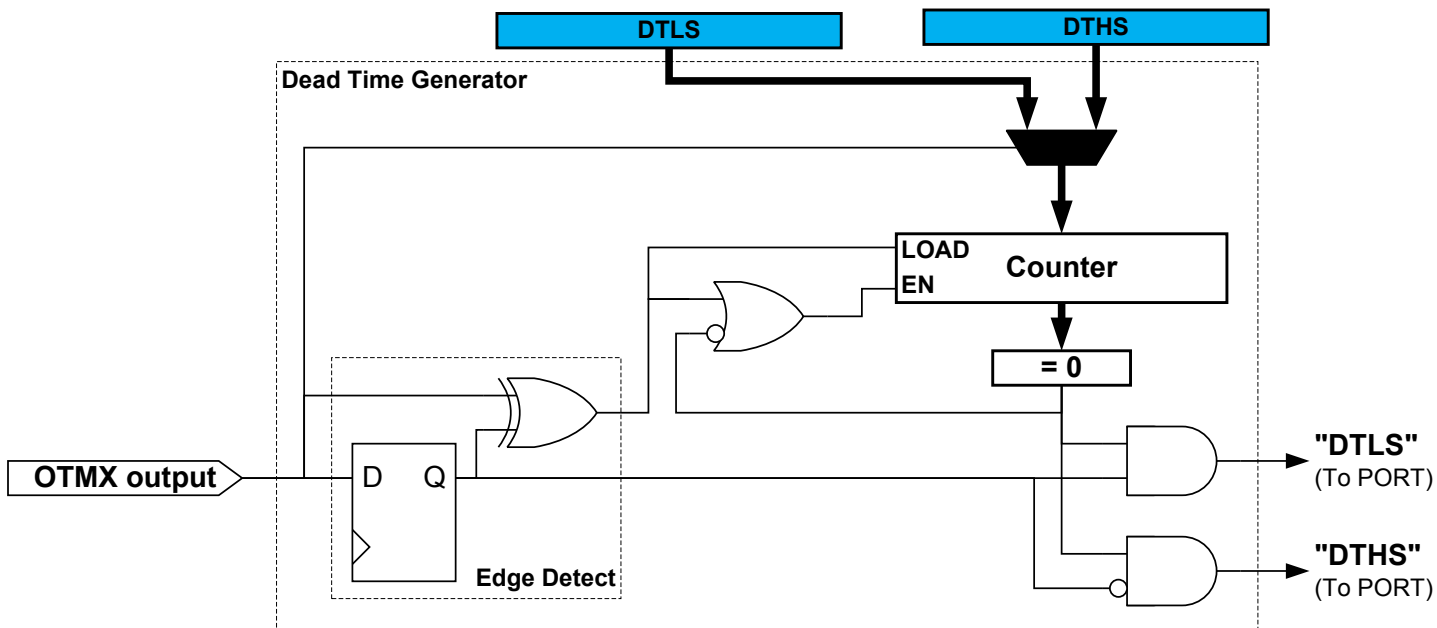 DTLS
DTHS
Dead Time Generator
LOAD
Counter
EN
= 0
OTMX output
D
Q
Edge Detect
"DTLS"
(To PORT)
"DTHS"
(To PORT)